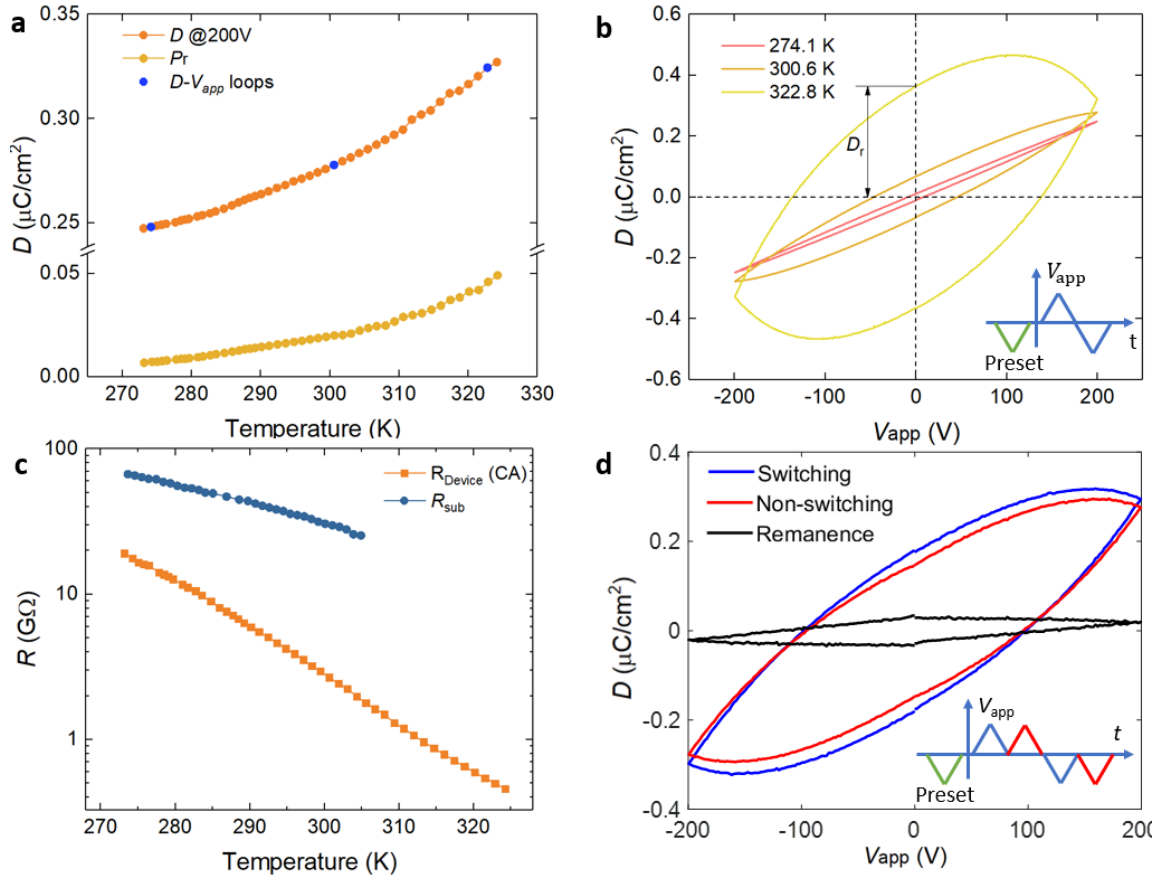 a
0.35
0.30
0.25
0.05
0.00
D (μC/cm²)
D @200V
Pr
D-Vapp loops
270 280 290 300 310 320 330
Temperature (K)
b
0.6
0.4
0.2
0.0
-0.2
-0.4
-0.6
D (μC/cm²)
274.1 K
300.6 K
322.8 K
Dr
Vapp
t
Preset
-200 -100 0 100 200
Vapp (V)
c
100
10
1
R (GΩ)
RDevice (CA)
Rsub
270 280 290 300 310 320
Temperature (K)
d
0.4
0.2
0
-0.2
-0.4
D (μC/cm²)
Switching
Non-switching
Remanence
Vapp
t
Preset
-200 -100 0 100 200
Vapp (V)